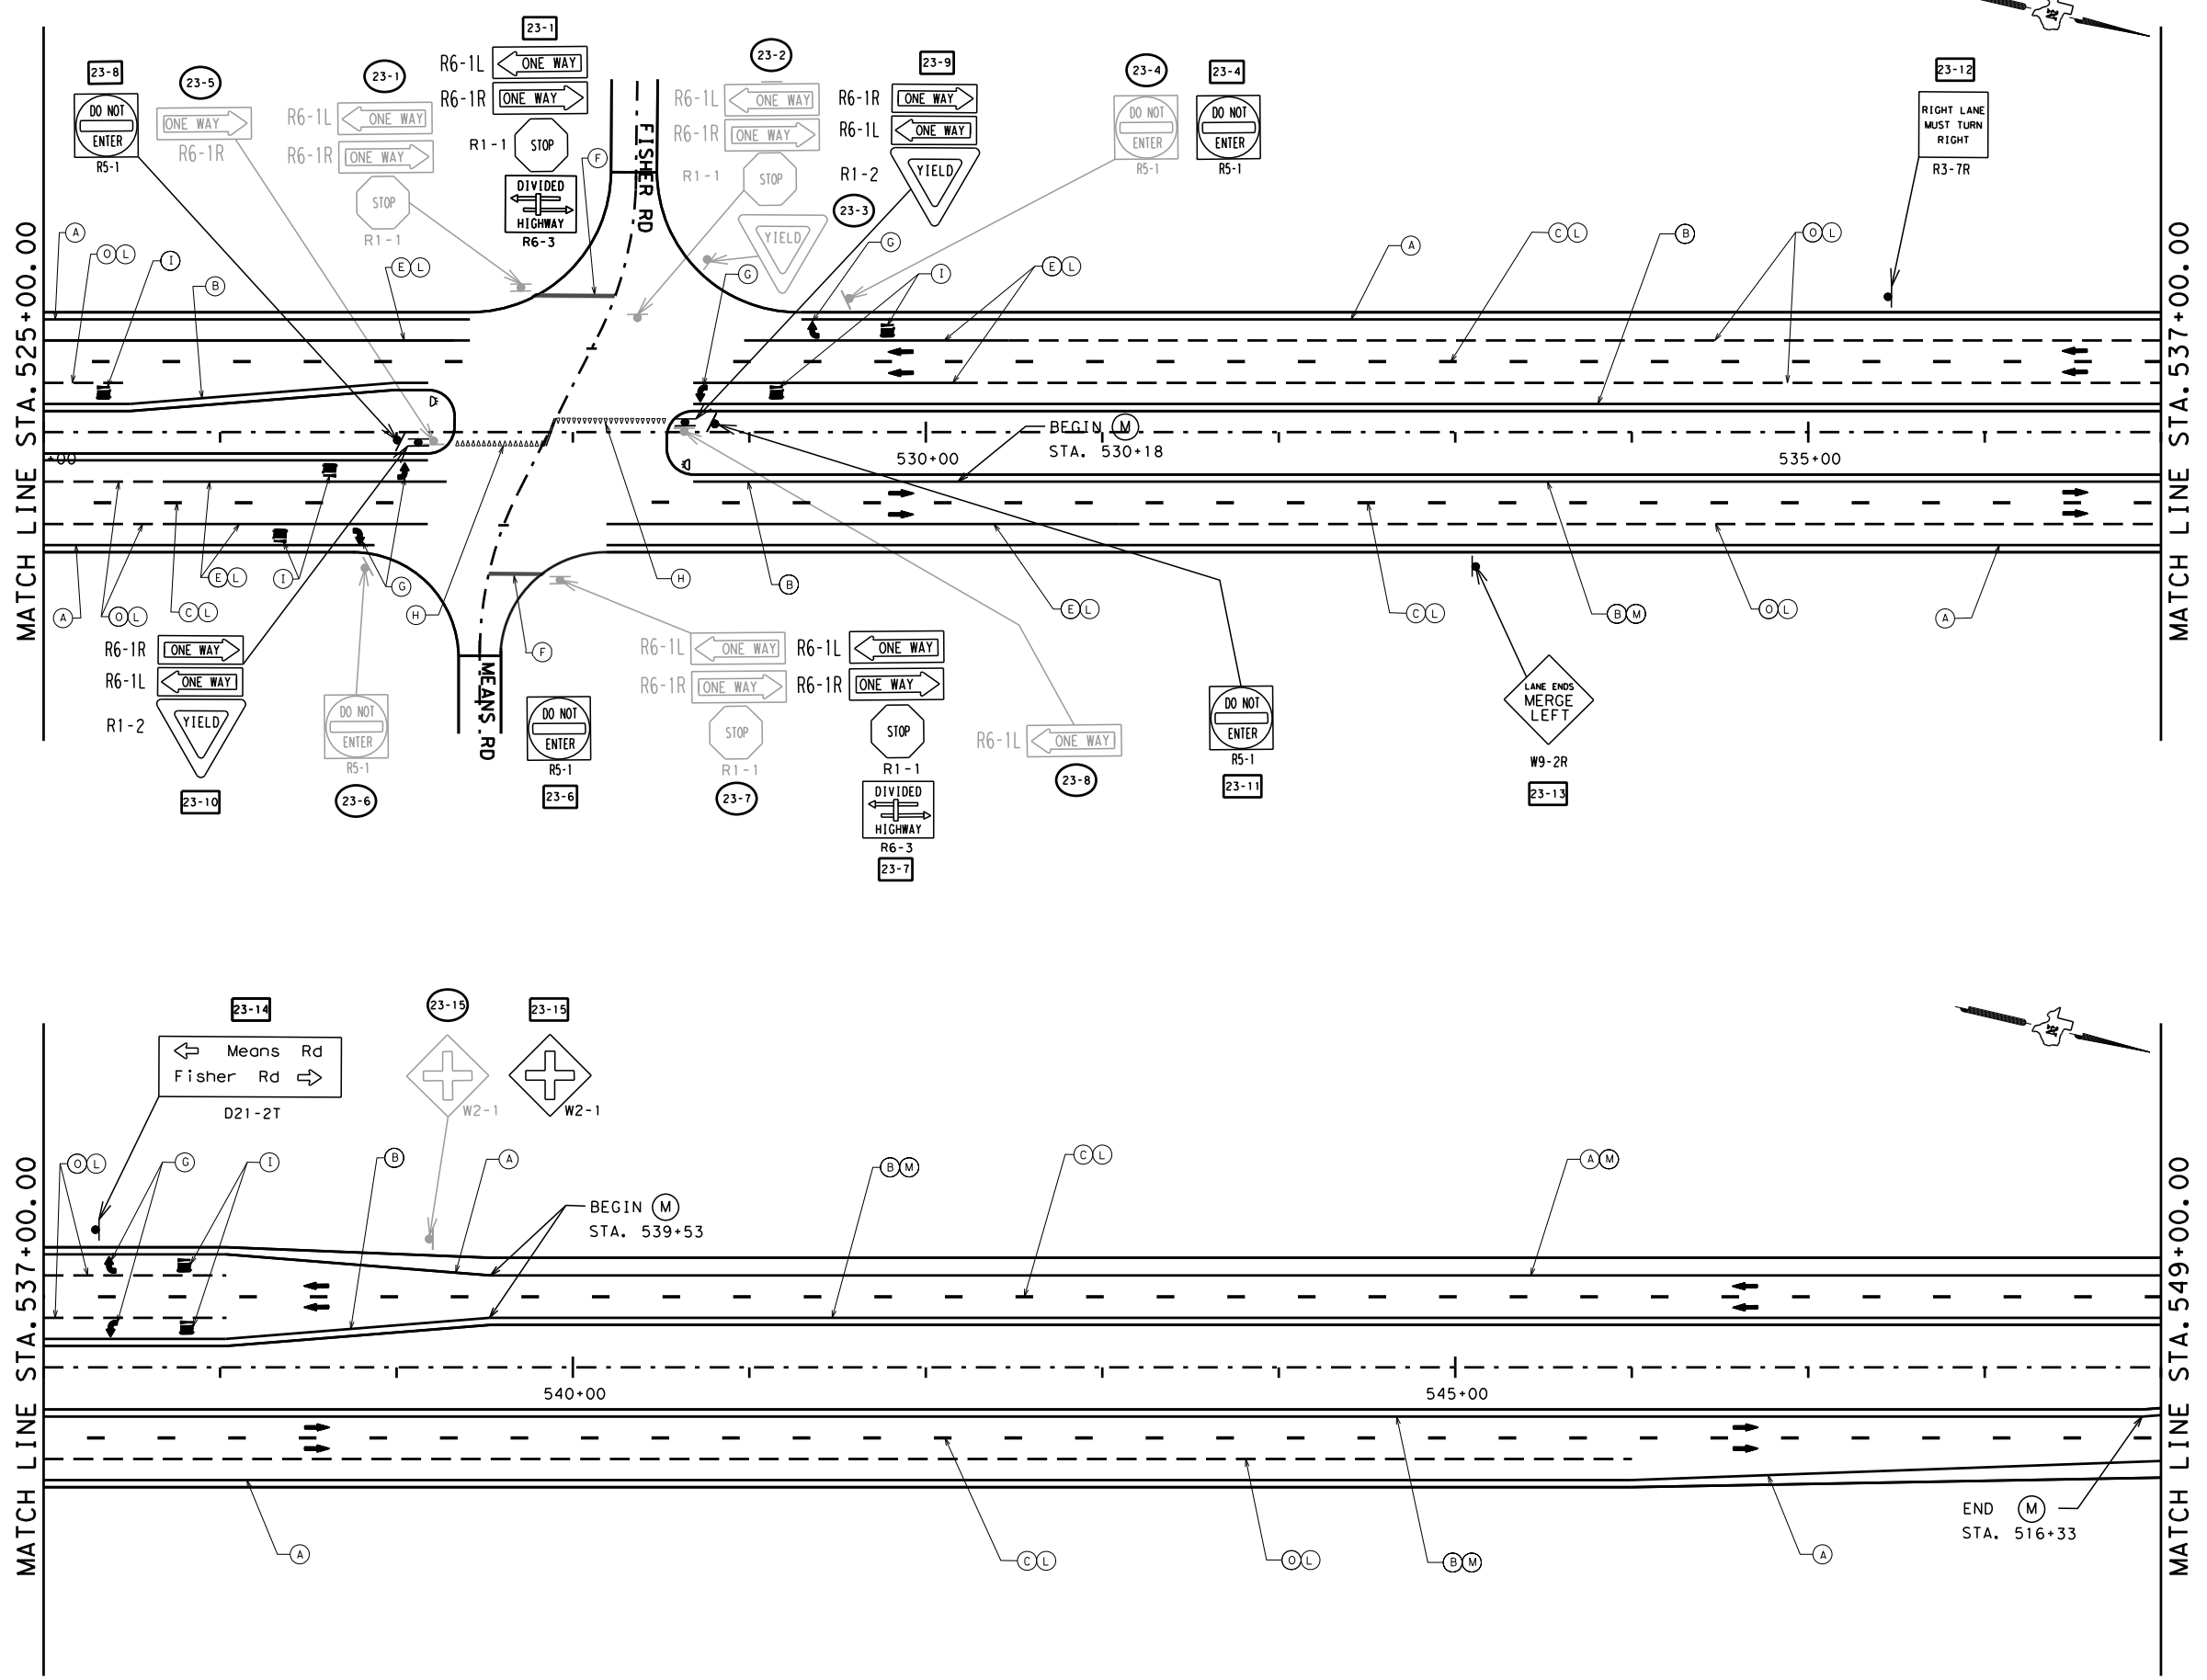 23-8
DO NOT
ENTER
R5-1
23-5
ONE WAY
R6-1R
23-1
R6-1L ONE WAY
R6-1R ONE WAY
STOP
R1-1
23-1
R6-1L ONE WAY
R6-1R ONE WAY
R1-1 STOP
DIVIDED
HIGHWAY
R6-3
FISHER RD
F
23-2
R6-1L ONE WAY
R6-1R ONE WAY
R1-1 STOP
YIELD
23-3
23-9
R6-1R ONE WAY
R6-1L ONE WAY
R1-2 YIELD
23-4
DO NOT
ENTER
R5-1
23-4
DO NOT
ENTER
R5-1
23-12
RIGHT LANE
MUST TURN
RIGHT
R3-7R
MATCH LINE STA.525+00.00
MATCH LINE STA.537+00.00
A
O L
I
B
E L
G
G
I
E L
A
C L
B
O L
BEGIN M
STA. 530+18
+00
530+00
535+00
A
O L
C L
E L
I
G
H
F
H
B
E L
C L
B M
O L
A
R6-1R ONE WAY
R6-1L ONE WAY
R1-2 YIELD
23-10
DO NOT
ENTER
R5-1
23-6
MEANS RD
DO NOT
ENTER
R5-1
23-6
R6-1L ONE WAY
R6-1R ONE WAY
STOP
R1-1
23-7
R6-1L ONE WAY
R6-1R ONE WAY
STOP
R1-1
DIVIDED
HIGHWAY
R6-3
23-7
R6-1L ONE WAY
23-8
DO NOT
ENTER
R5-1
23-11
LANE ENDS
MERGE
LEFT
W9-2R
23-13
23-14
Means Rd
Fisher Rd
D21-2T
23-15
W2-1
23-15
W2-1
MATCH LINE STA.537+00.00
MATCH LINE STA.549+00.00
O L
G
I
B
A
BEGIN M
STA. 539+53
B M
C L
A M
540+00
545+00
A
C L
O L
B M
A
END M
STA. 516+33